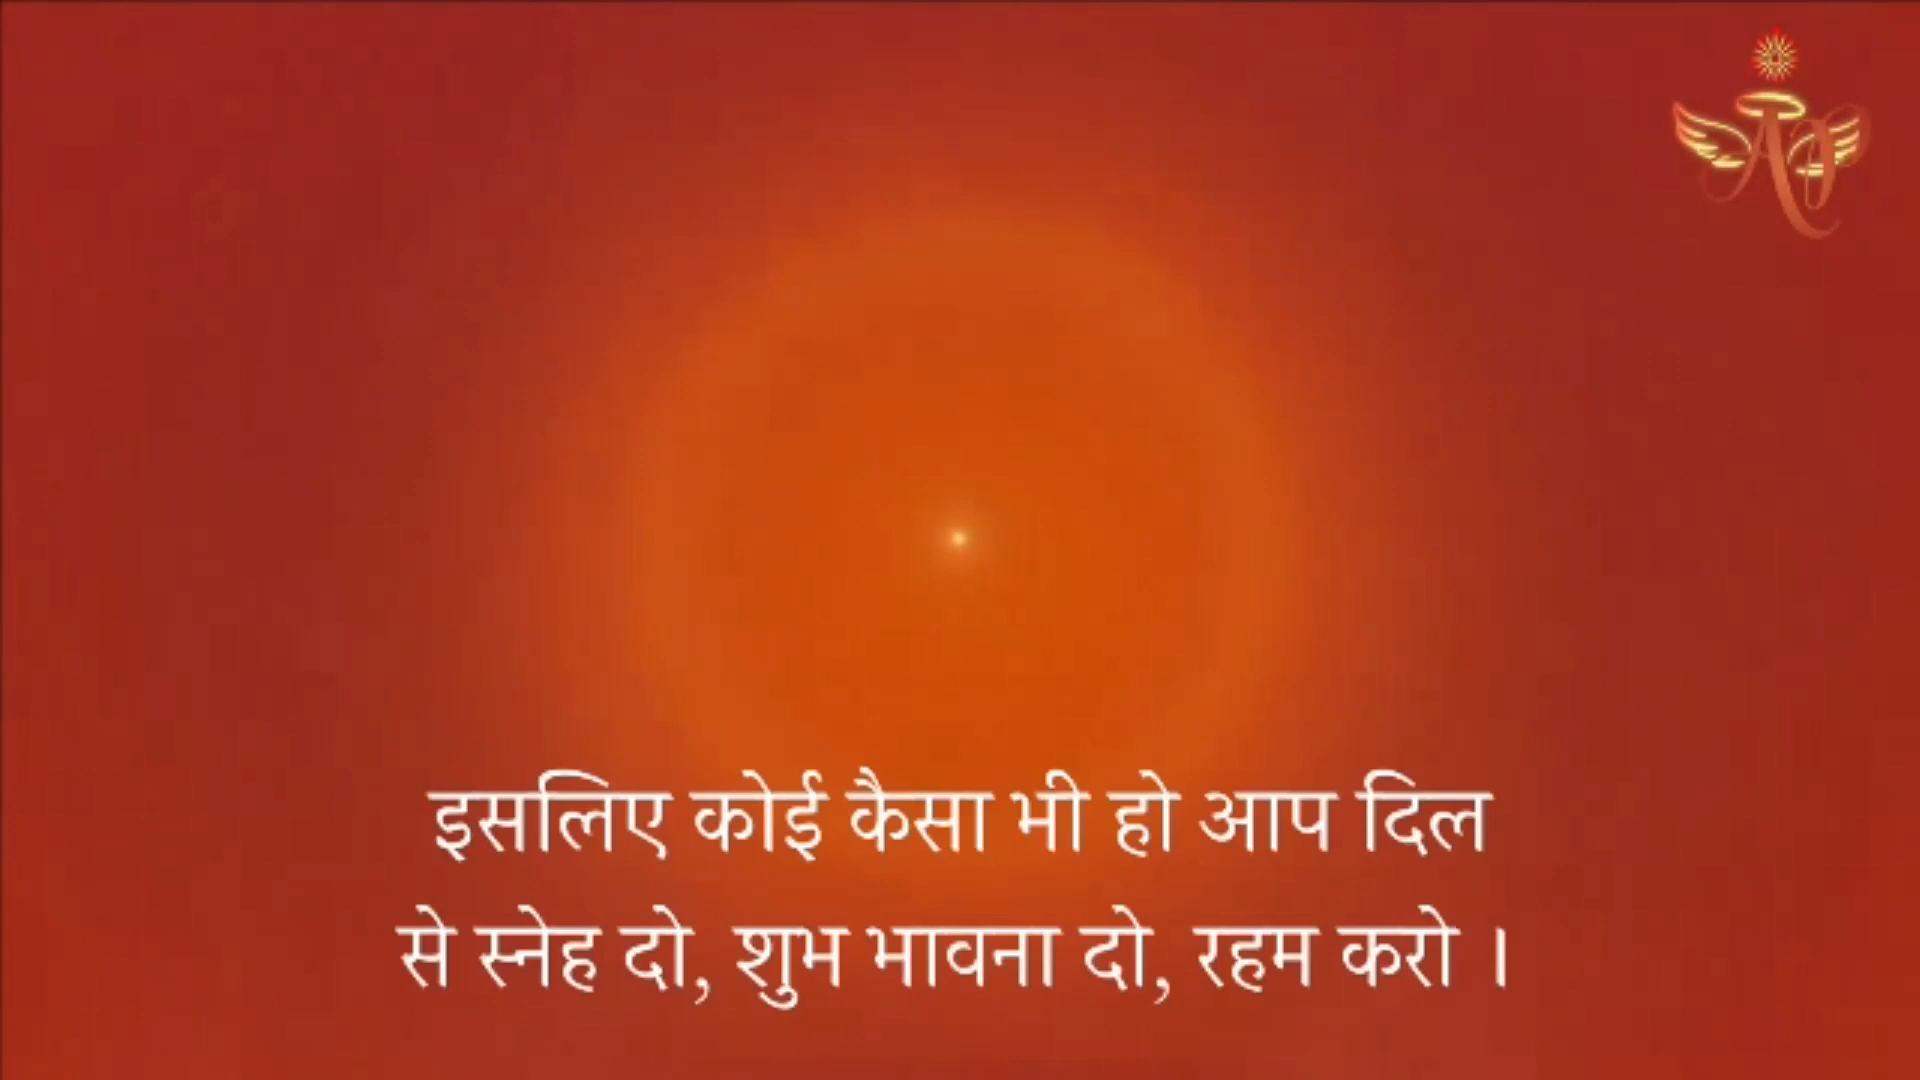 इसलिए कोई कैसा भी हो आप दिल
से स्नेह दो, शुभ भावना दो, रहम करो ।